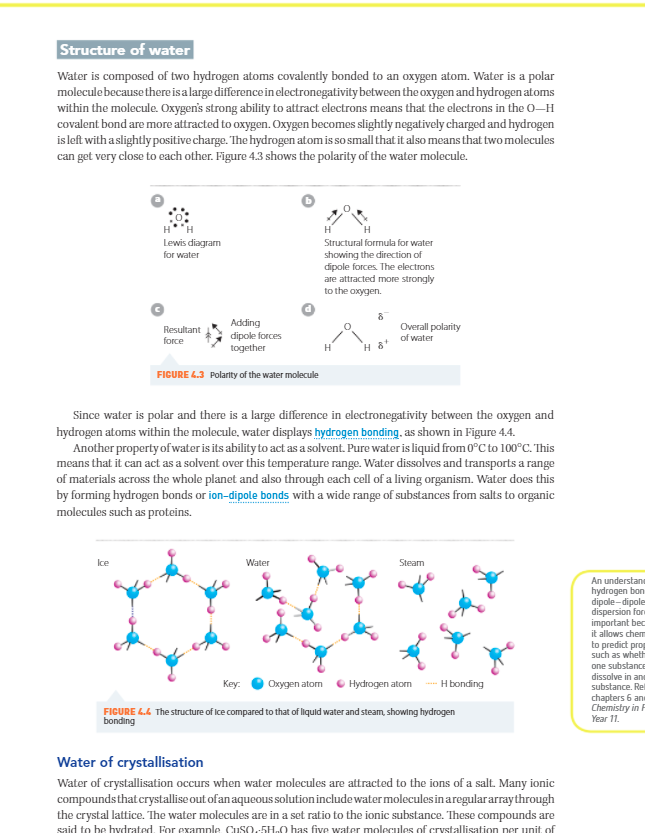 Structure of water
Water is composed of two hydrogen atoms covalently bonded to an oxygen atom. Water is a polar
molecule because there is a large difference in electronegativity between the oxygen and hydrogen atoms
within the molecule. Oxygen's strong ability to attract electrons means that the electrons in the O—H
covalent bond are more attracted to oxygen. Oxygen becomes slightly negatively charged and hydrogen
is left with a slightly positive charge. The hydrogen atom is so small that it also means that two molecules
can get very close to each other. Figure 4.3 shows the polarity of the water molecule.
a
O
H H
Lewis diagram
for water
b
O
H H
Structural formula for water
showing the direction of
dipole forces. The electrons
are attracted more strongly
to the oxygen.
c
Resultant
force
Adding
dipole forces
together
d
δ−
O
H H δ+
Overall polarity
of water
FIGURE 4.3 Polarity of the water molecule
Since water is polar and there is a large difference in electronegativity between the oxygen and
hydrogen atoms within the molecule, water displays hydrogen bonding, as shown in Figure 4.4.
Another property of water is its ability to act as a solvent. Pure water is liquid from 0°C to 100°C. This
means that it can act as a solvent over this temperature range. Water dissolves and transports a range
of materials across the whole planet and also through each cell of a living organism. Water does this
by forming hydrogen bonds or ion–dipole bonds with a wide range of substances from salts to organic
molecules such as proteins.
Ice
Water
Steam
Key: Oxygen atom Hydrogen atom H bonding
FIGURE 4.4 The structure of ice compared to that of liquid water and steam, showing hydrogen
bonding
An understan
hydrogen bon
dipole–dipole
dispersion for
important bec
it allows chem
to predict prop
such as wheth
one substance
dissolve in an
substance. Re
chapters 6 an
Chemistry in F
Year 11.
Water of crystallisation
Water of crystallisation occurs when water molecules are attracted to the ions of a salt. Many ionic
compounds that crystallise out of an aqueous solution include water molecules in a regular array through
the crystal lattice. The water molecules are in a set ratio to the ionic substance. These compounds are
said to be hydrated. For example, CuSO₄·5H₂O has five water molecules of crystallisation per unit of